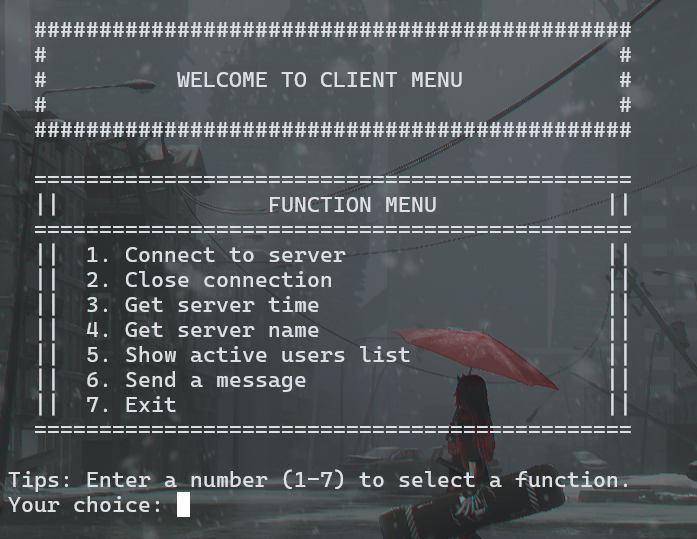 ##############################################
#                                            #
#          WELCOME TO CLIENT MENU            #
#                                            #
##############################################
==============================================
||                FUNCTION MENU             ||
==============================================
||  1. Connect to server                    ||
||  2. Close connection                     ||
||  3. Get server time                      ||
||  4. Get server name                      ||
||  5. Show active users list               ||
||  6. Send a message                       ||
||  7. Exit                                 ||
==============================================
Tips: Enter a number (1-7) to select a function.
Your choice: